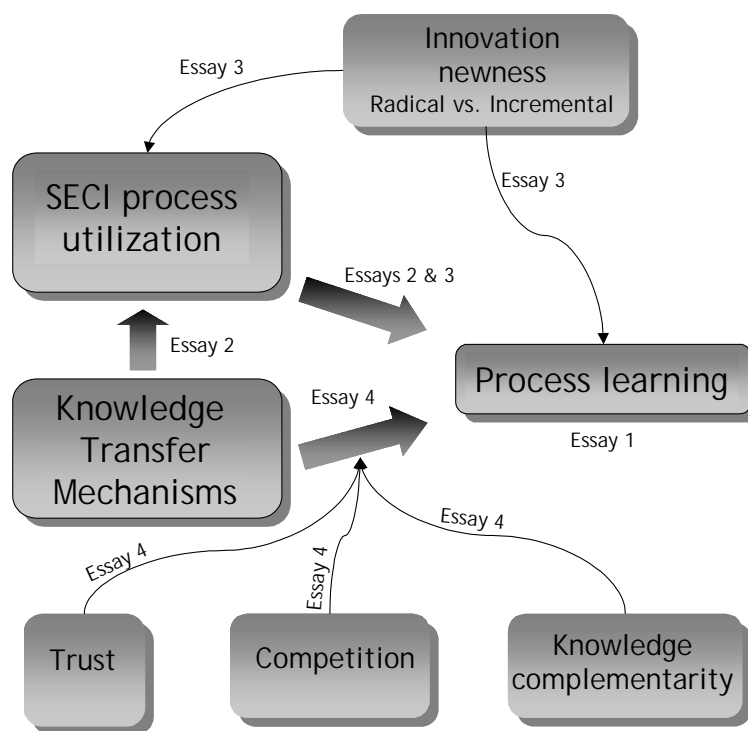 Innovation
newness
Radical vs. Incremental
Essay 3
Essay 3
SECI process
utilization
Essays 2 & 3
Essay 2
Process learning
Essay 1
Knowledge
Transfer
Mechanisms
Essay 4
Essay 4
Essay 4
Essay 4
Trust
Competition
Knowledge
complementarity